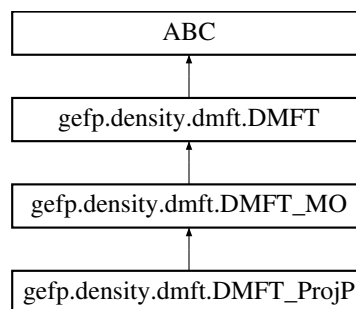 ABC
gefp.density.dmft.DMFT
gefp.density.dmft.DMFT_MO
gefp.density.dmft.DMFT_ProjP